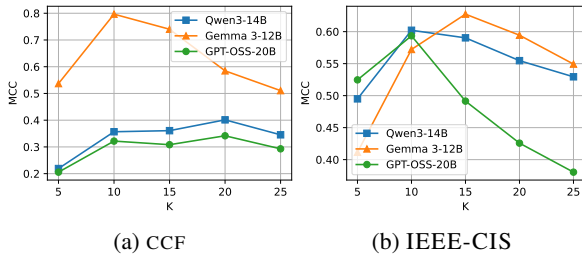 0.8
0.7
0.6
0.5
0.4
0.3
0.2
MCC
Qwen3-14B
Gemma 3-12B
GPT-OSS-20B
5 10 15 20 25
K
(a) CCF
0.60
0.55
0.50
0.45
0.40
MCC
Qwen3-14B
Gemma 3-12B
GPT-OSS-20B
5 10 15 20 25
K
(b) IEEE-CIS